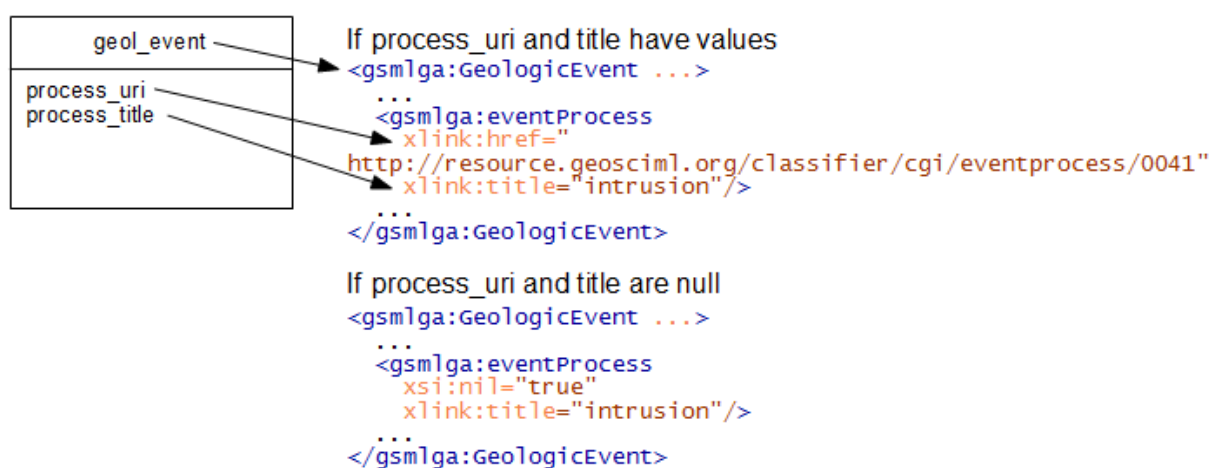 geol_event
process_uri
process_title
If process_uri and title have values
<gsmlga:GeologicEvent ...>
...
<gsmlga:eventProcess
xlink:href="
http://resource.geosciml.org/classifier/cgi/eventprocess/0041"
xlink:title="intrusion"/>
...
</gsmlga:GeologicEvent>
If process_uri and title are null
<gsmlga:GeologicEvent ...>
...
<gsmlga:eventProcess
xsi:nil="true"
xlink:title="intrusion"/>
...
</gsmlga:GeologicEvent>